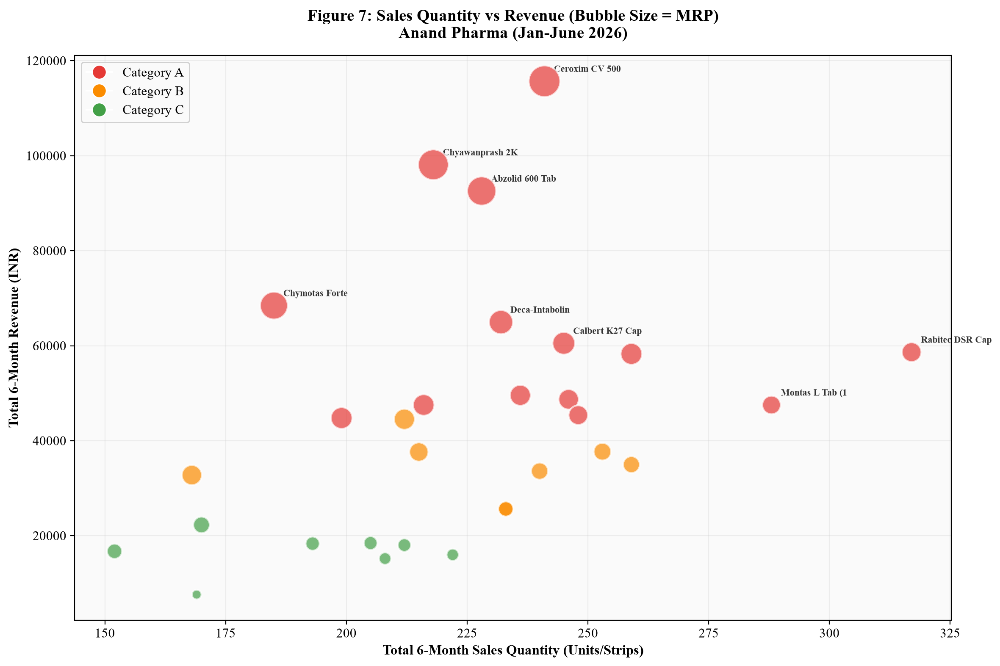 Figure 7: Sales Quantity vs Revenue (Bubble Size = MRP)
Anand Pharma (Jan-June 2026)
Category A
Category B
Category C
Ceroxim CV 500
Chyawanprash 2K
Abzolid 600 Tab
Chymotas Forte
Deca-Intabolin
Calbert K27 Cap
Rabitec DSR Cap
Montas L Tab (1
Total 6-Month Revenue (INR)
120000
100000
80000
60000
40000
20000
150 175 200 225 250 275 300 325
Total 6-Month Sales Quantity (Units/Strips)